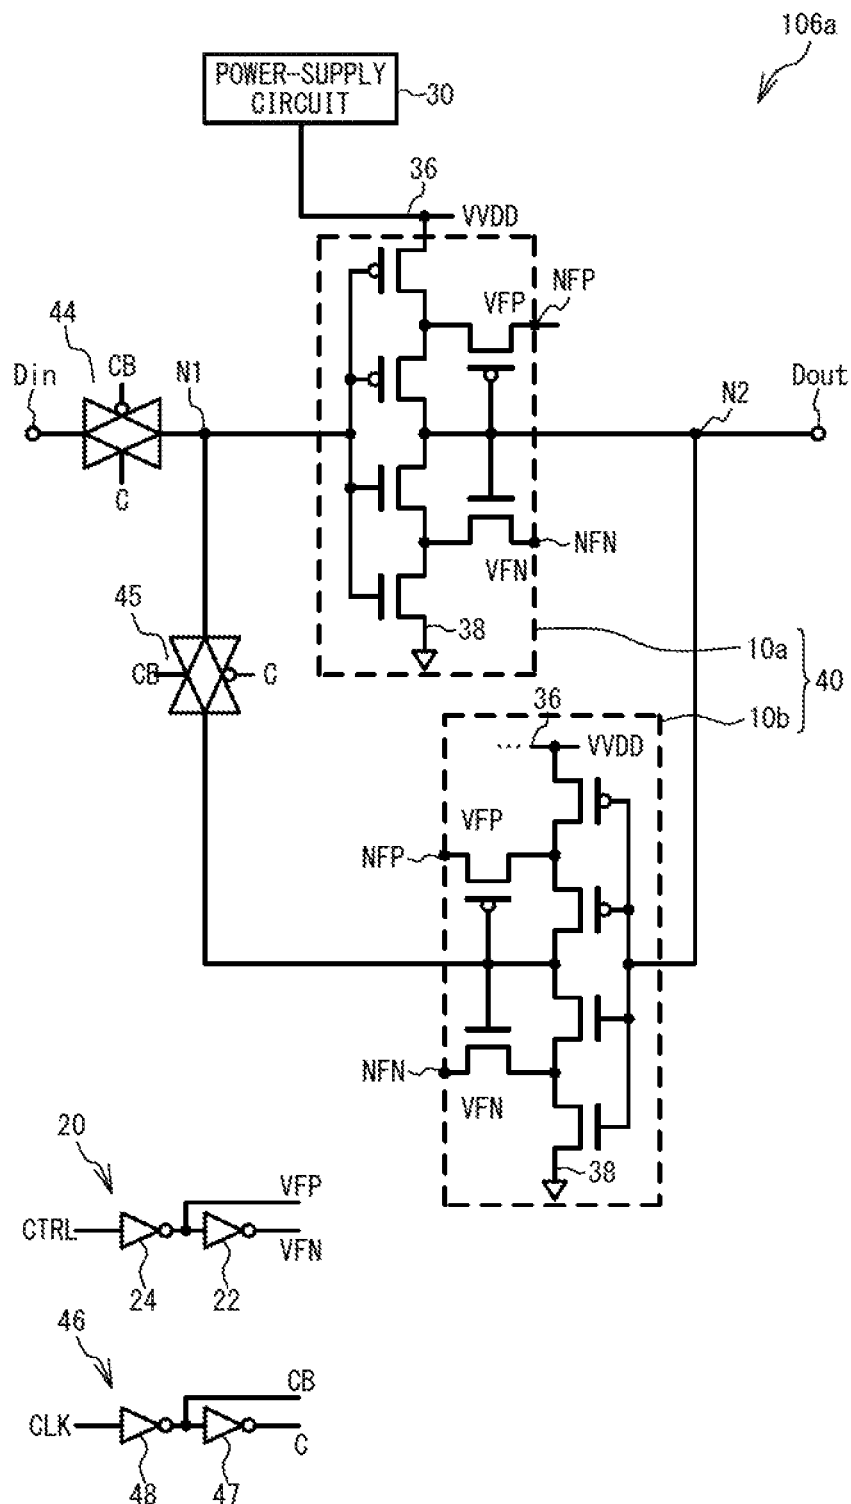 106a
POWER-SUPPLY
CIRCUIT
30
36
VVDD
NFP
VFP
44
Din
CB
N1
N2
Dout
C
NFN
VFN
45
38
10a
40
CB
C
10b
36
VVDD
VFP
NFP
NFN
VFN
20
38
VFP
CTRL
VFN
24
22
46
CB
CLK
C
48
47